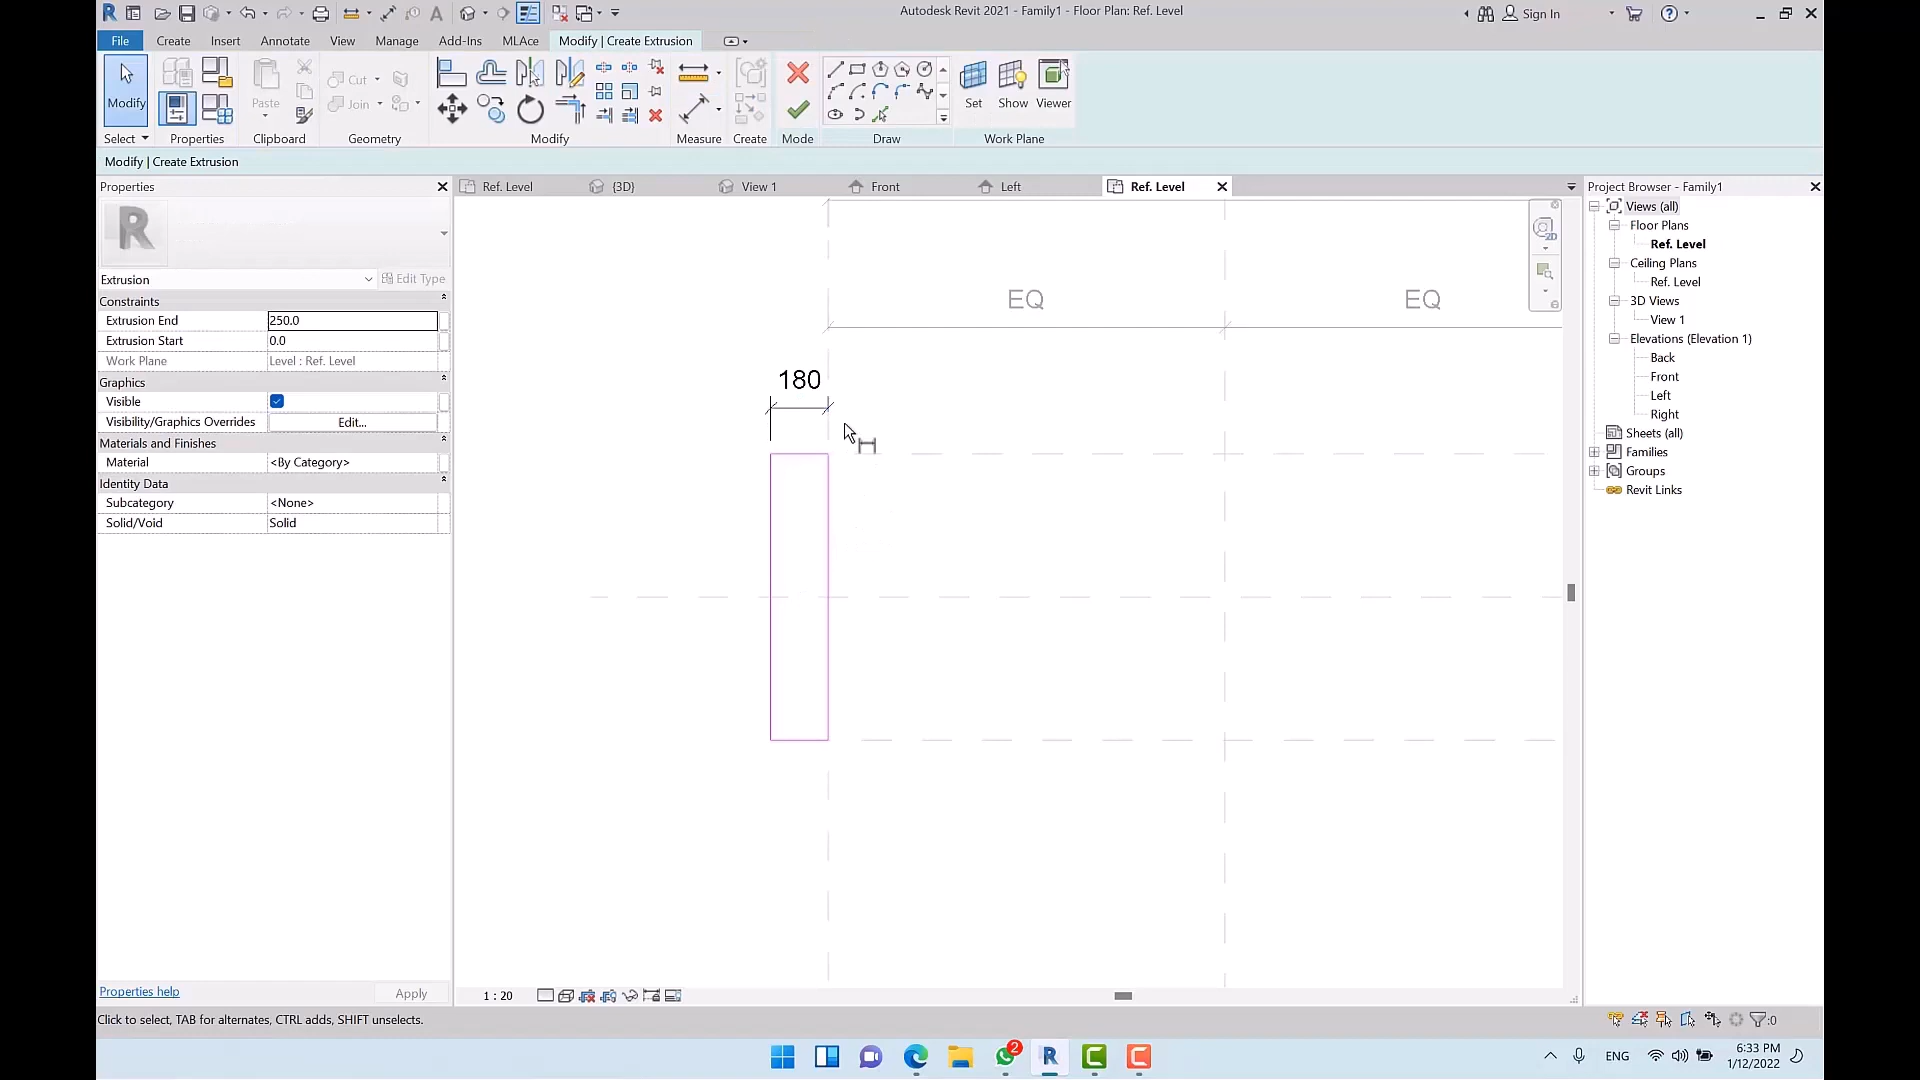 Autodesk Revit 2021 - Family1 - Floor Plan: Ref. Level
Sign In
File
Create
Insert
Annotate
View
Manage
Add-Ins
MLAce
Modify | Create Extrusion
Modify
Paste
Cut
Join
Set
Show
Viewer
Select
Properties
Clipboard
Geometry
Modify
Measure
Create
Mode
Draw
Work Plane
Modify | Create Extrusion
Properties
Extrusion
Edit Type
Constraints
Extrusion End 250.0
Extrusion Start 0.0
Work Plane Level : Ref. Level
Graphics
Visible
Visibility/Graphics Overrides Edit...
Materials and Finishes
Material <By Category>
Identity Data
Subcategory <None>
Solid/Void Solid
Properties help
Apply
Ref. Level
{3D}
View 1
Front
Left
Ref. Level
EQ
EQ
180
2D
1 : 20
Project Browser - Family1
Views (all)
Floor Plans
Ref. Level
Ceiling Plans
Ref. Level
3D Views
View 1
Elevations (Elevation 1)
Back
Front
Left
Right
Sheets (all)
Families
Groups
Revit Links
Click to select, TAB for alternates, CTRL adds, SHIFT unselects.
:0
2
ENG
6:33 PM
1/12/2022